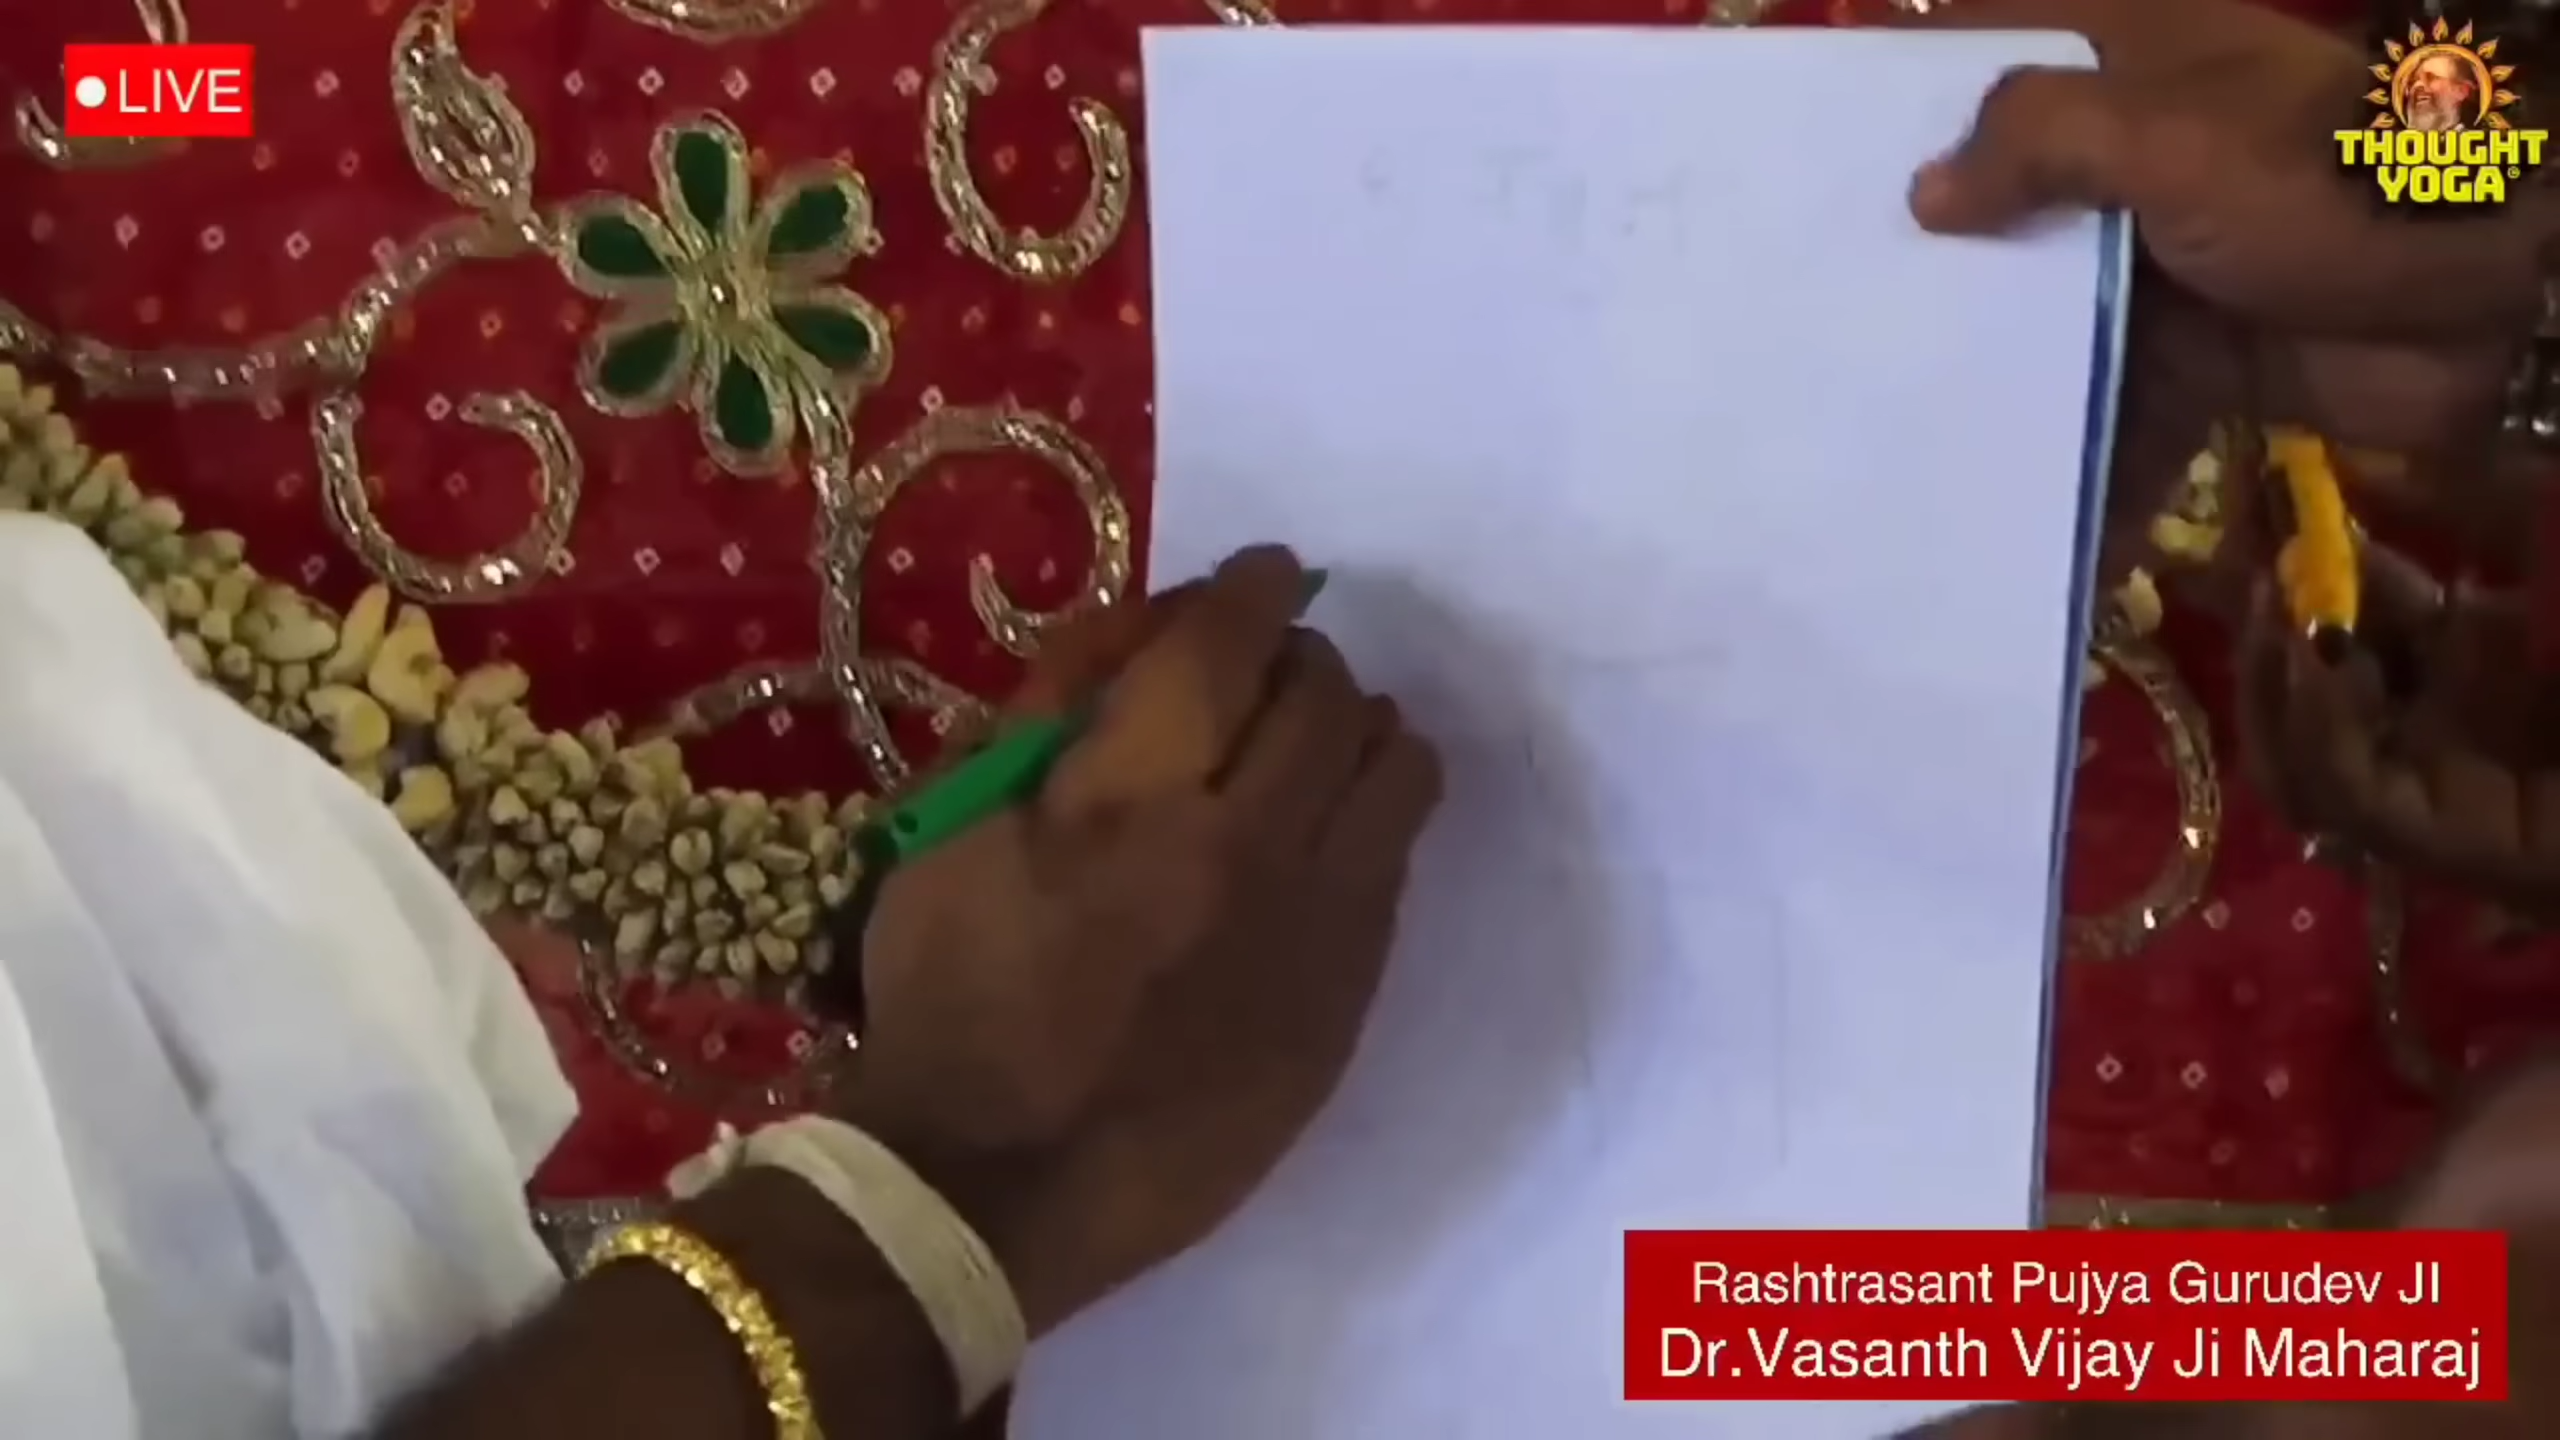 LIVE
THOUGHT
YOGA
Rashtrasant Pujya Gurudev JI
Dr.Vasanth Vijay Ji Maharaj